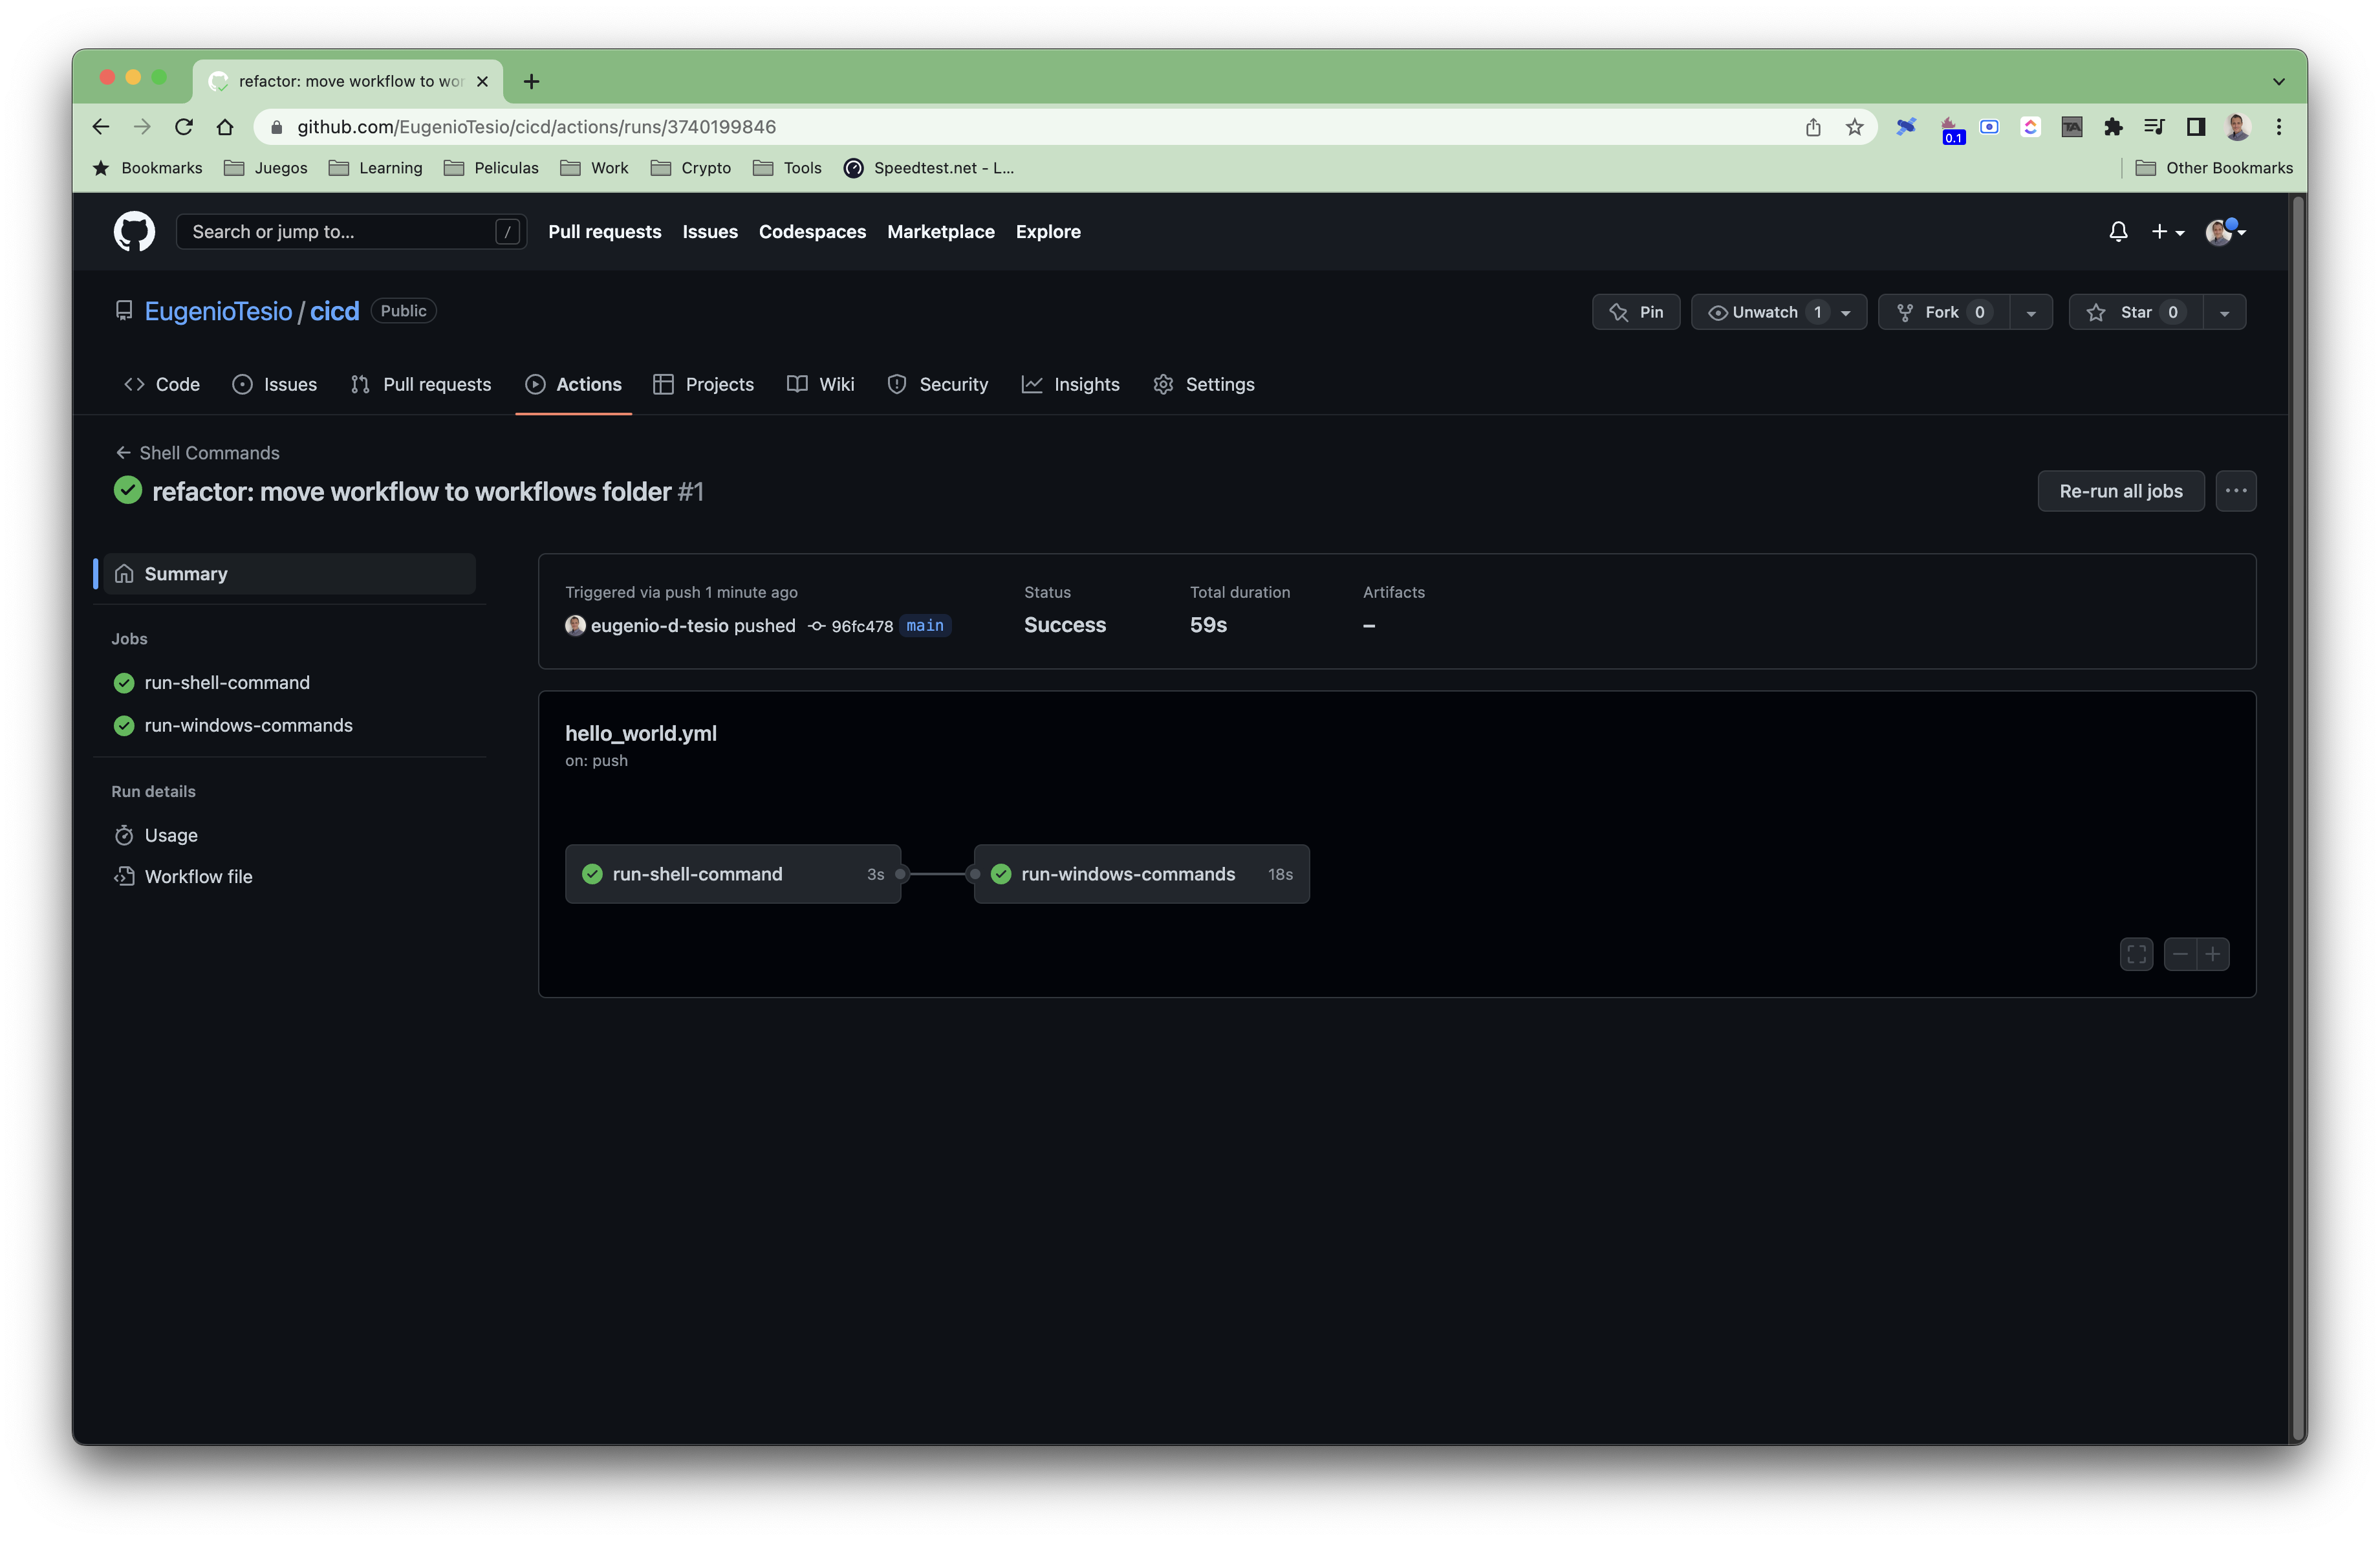 refactor: move workflow to wor
github.com/EugenioTesio/cicd/actions/runs/3740199846
0.1
TA
Bookmarks Juegos Learning Peliculas Work Crypto Tools Speedtest.net - L... Other Bookmarks
Search or jump to... / Pull requests Issues Codespaces Marketplace Explore
EugenioTesio / cicd Public Pin Unwatch 1 Fork 0 Star 0
Code Issues Pull requests Actions Projects Wiki Security Insights Settings
Shell Commands
refactor: move workflow to workflows folder #1 Re-run all jobs
Summary
Jobs
run-shell-command
run-windows-commands
Run details
Usage
Workflow file
Triggered via push 1 minute ago Status Total duration Artifacts
eugenio-d-tesio pushed 96fc478 main Success 59s –
hello_world.yml
on: push
run-shell-command 3s run-windows-commands 18s